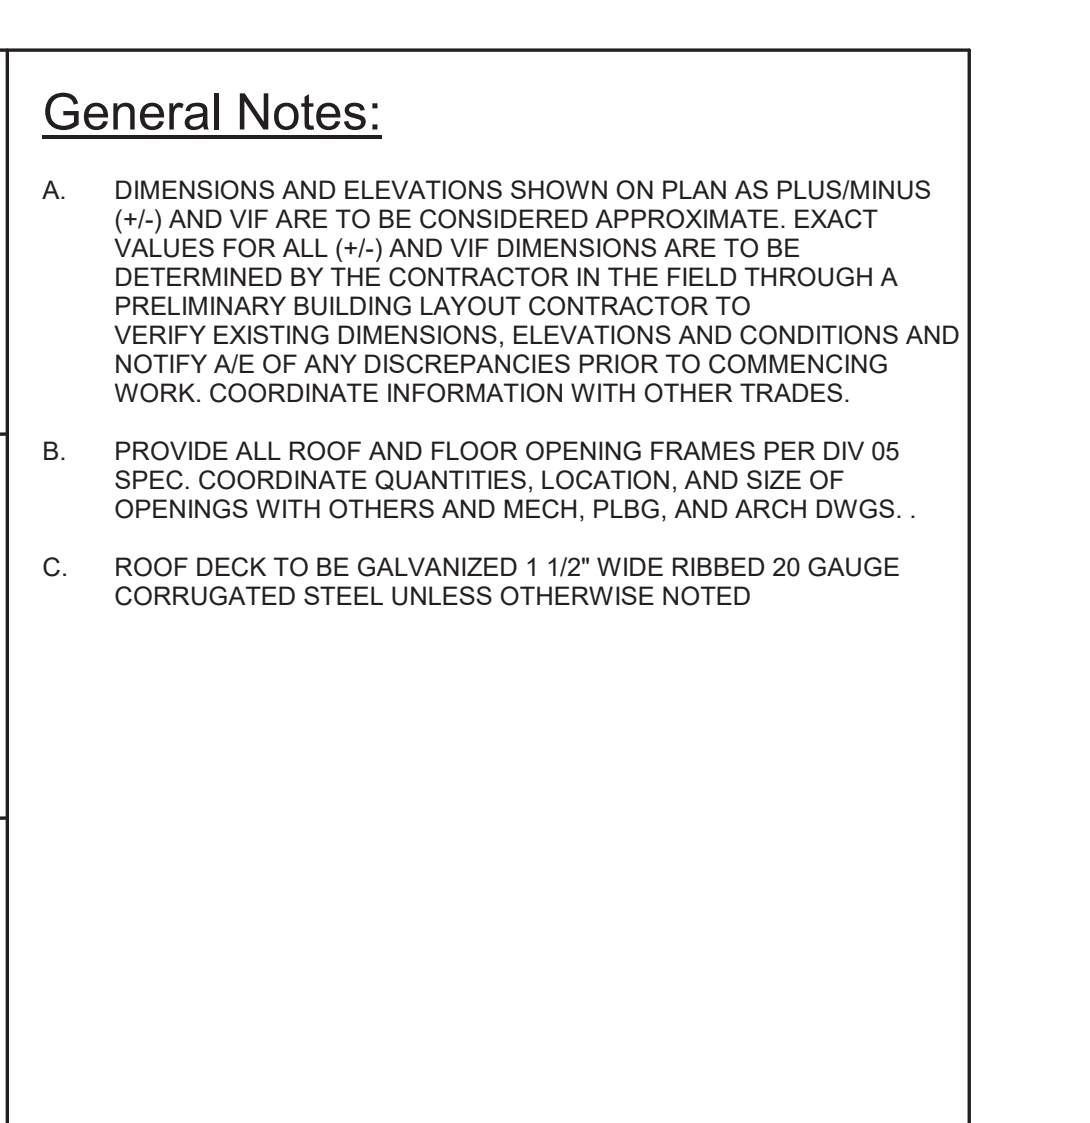 General Notes:
A. DIMENSIONS AND ELEVATIONS SHOWN ON PLAN AS PLUS/MINUS
(+/-) AND VIF ARE TO BE CONSIDERED APPROXIMATE. EXACT
VALUES FOR ALL (+/-) AND VIF DIMENSIONS ARE TO BE
DETERMINED BY THE CONTRACTOR IN THE FIELD THROUGH A
PRELIMINARY BUILDING LAYOUT CONTRACTOR TO
VERIFY EXISTING DIMENSIONS, ELEVATIONS AND CONDITIONS AND
NOTIFY A/E OF ANY DISCREPANCIES PRIOR TO COMMENCING
WORK. COORDINATE INFORMATION WITH OTHER TRADES.
B. PROVIDE ALL ROOF AND FLOOR OPENING FRAMES PER DIV 05
SPEC. COORDINATE QUANTITIES, LOCATION, AND SIZE OF
OPENINGS WITH OTHERS AND MECH, PLBG, AND ARCH DWGS. .
C. ROOF DECK TO BE GALVANIZED 1 1/2" WIDE RIBBED 20 GAUGE
CORRUGATED STEEL UNLESS OTHERWISE NOTED